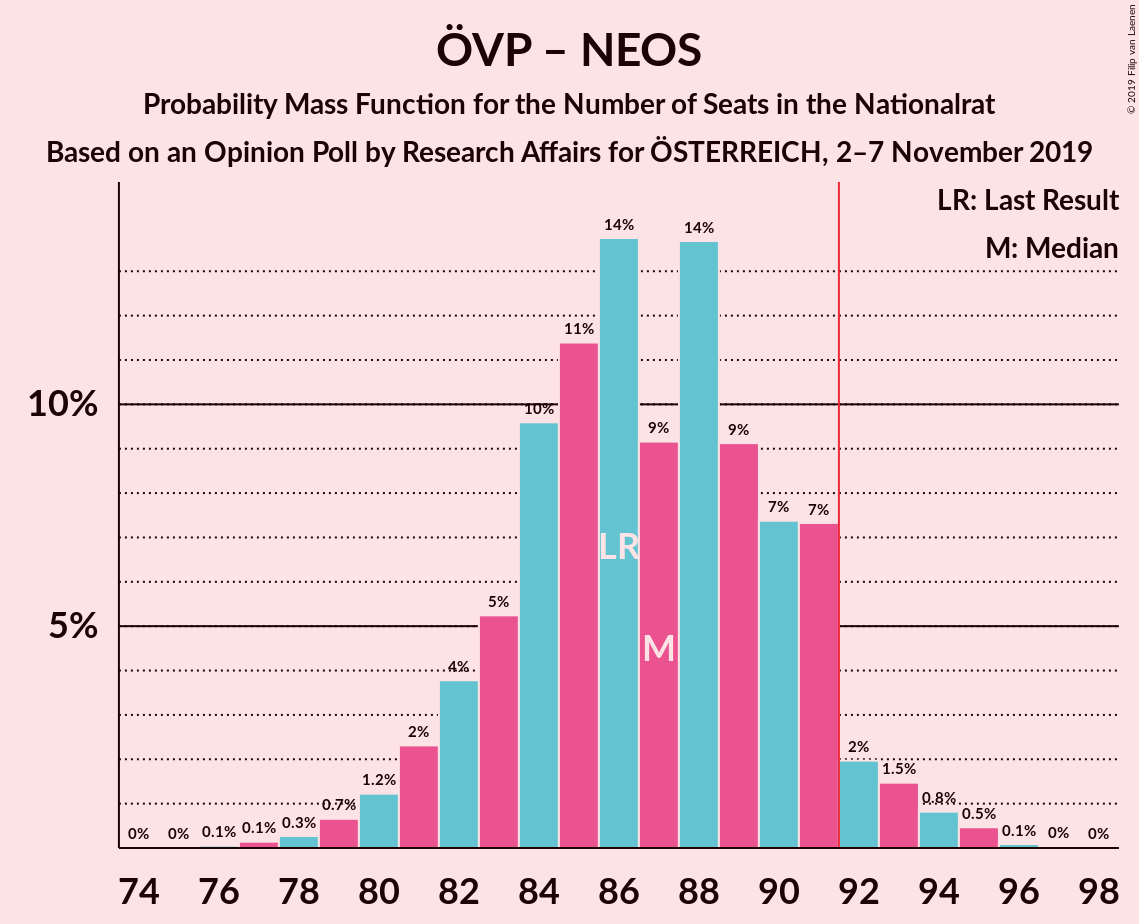 © 2019 Filip van Laenen
ÖVP – NEOS
Probability Mass Function for the Number of Seats in the Nationalrat
Based on an Opinion Poll by Research Affairs for ÖSTERREICH, 2–7 November 2019
LR: Last Result
M: Median
10%
5%
0% 0% 0.1% 0.1% 0.3% 0.7% 1.2% 2% 4% 5% 10% 11% 14% 9% 14% 9% 7% 7% 2% 1.5% 0.8% 0.5% 0.1% 0% 0%
LR
M
74 76 78 80 82 84 86 88 90 92 94 96 98